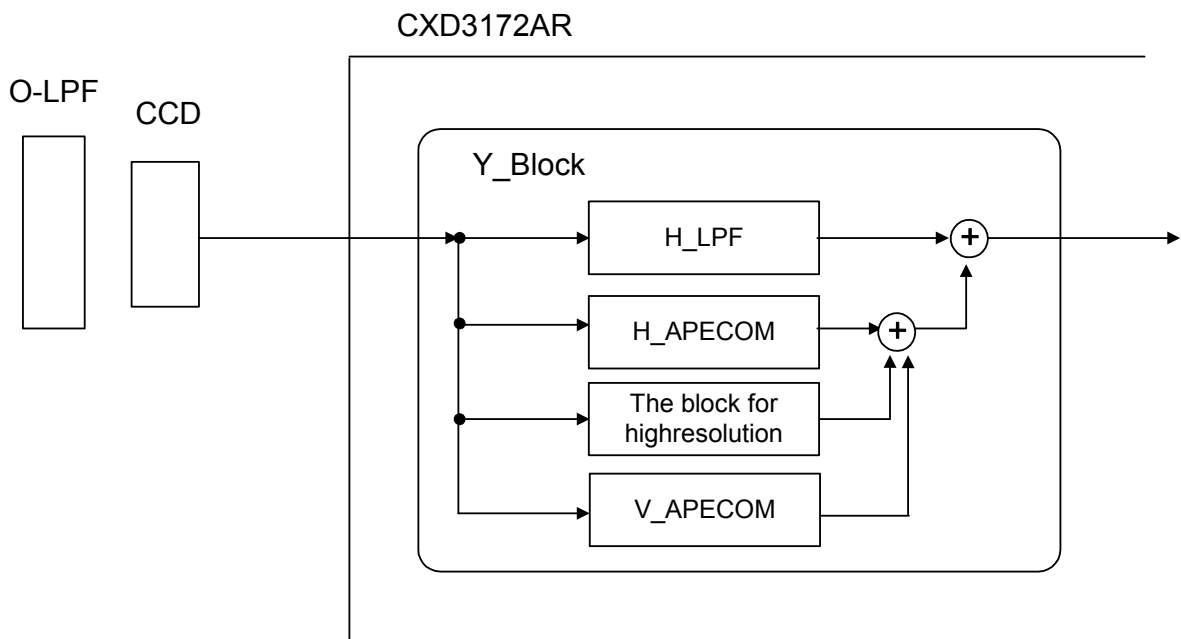 CXD3172AR
O-LPF
CCD
Y_Block
H_LPF
+
H_APECOM
+
The block for
highresolution
V_APECOM